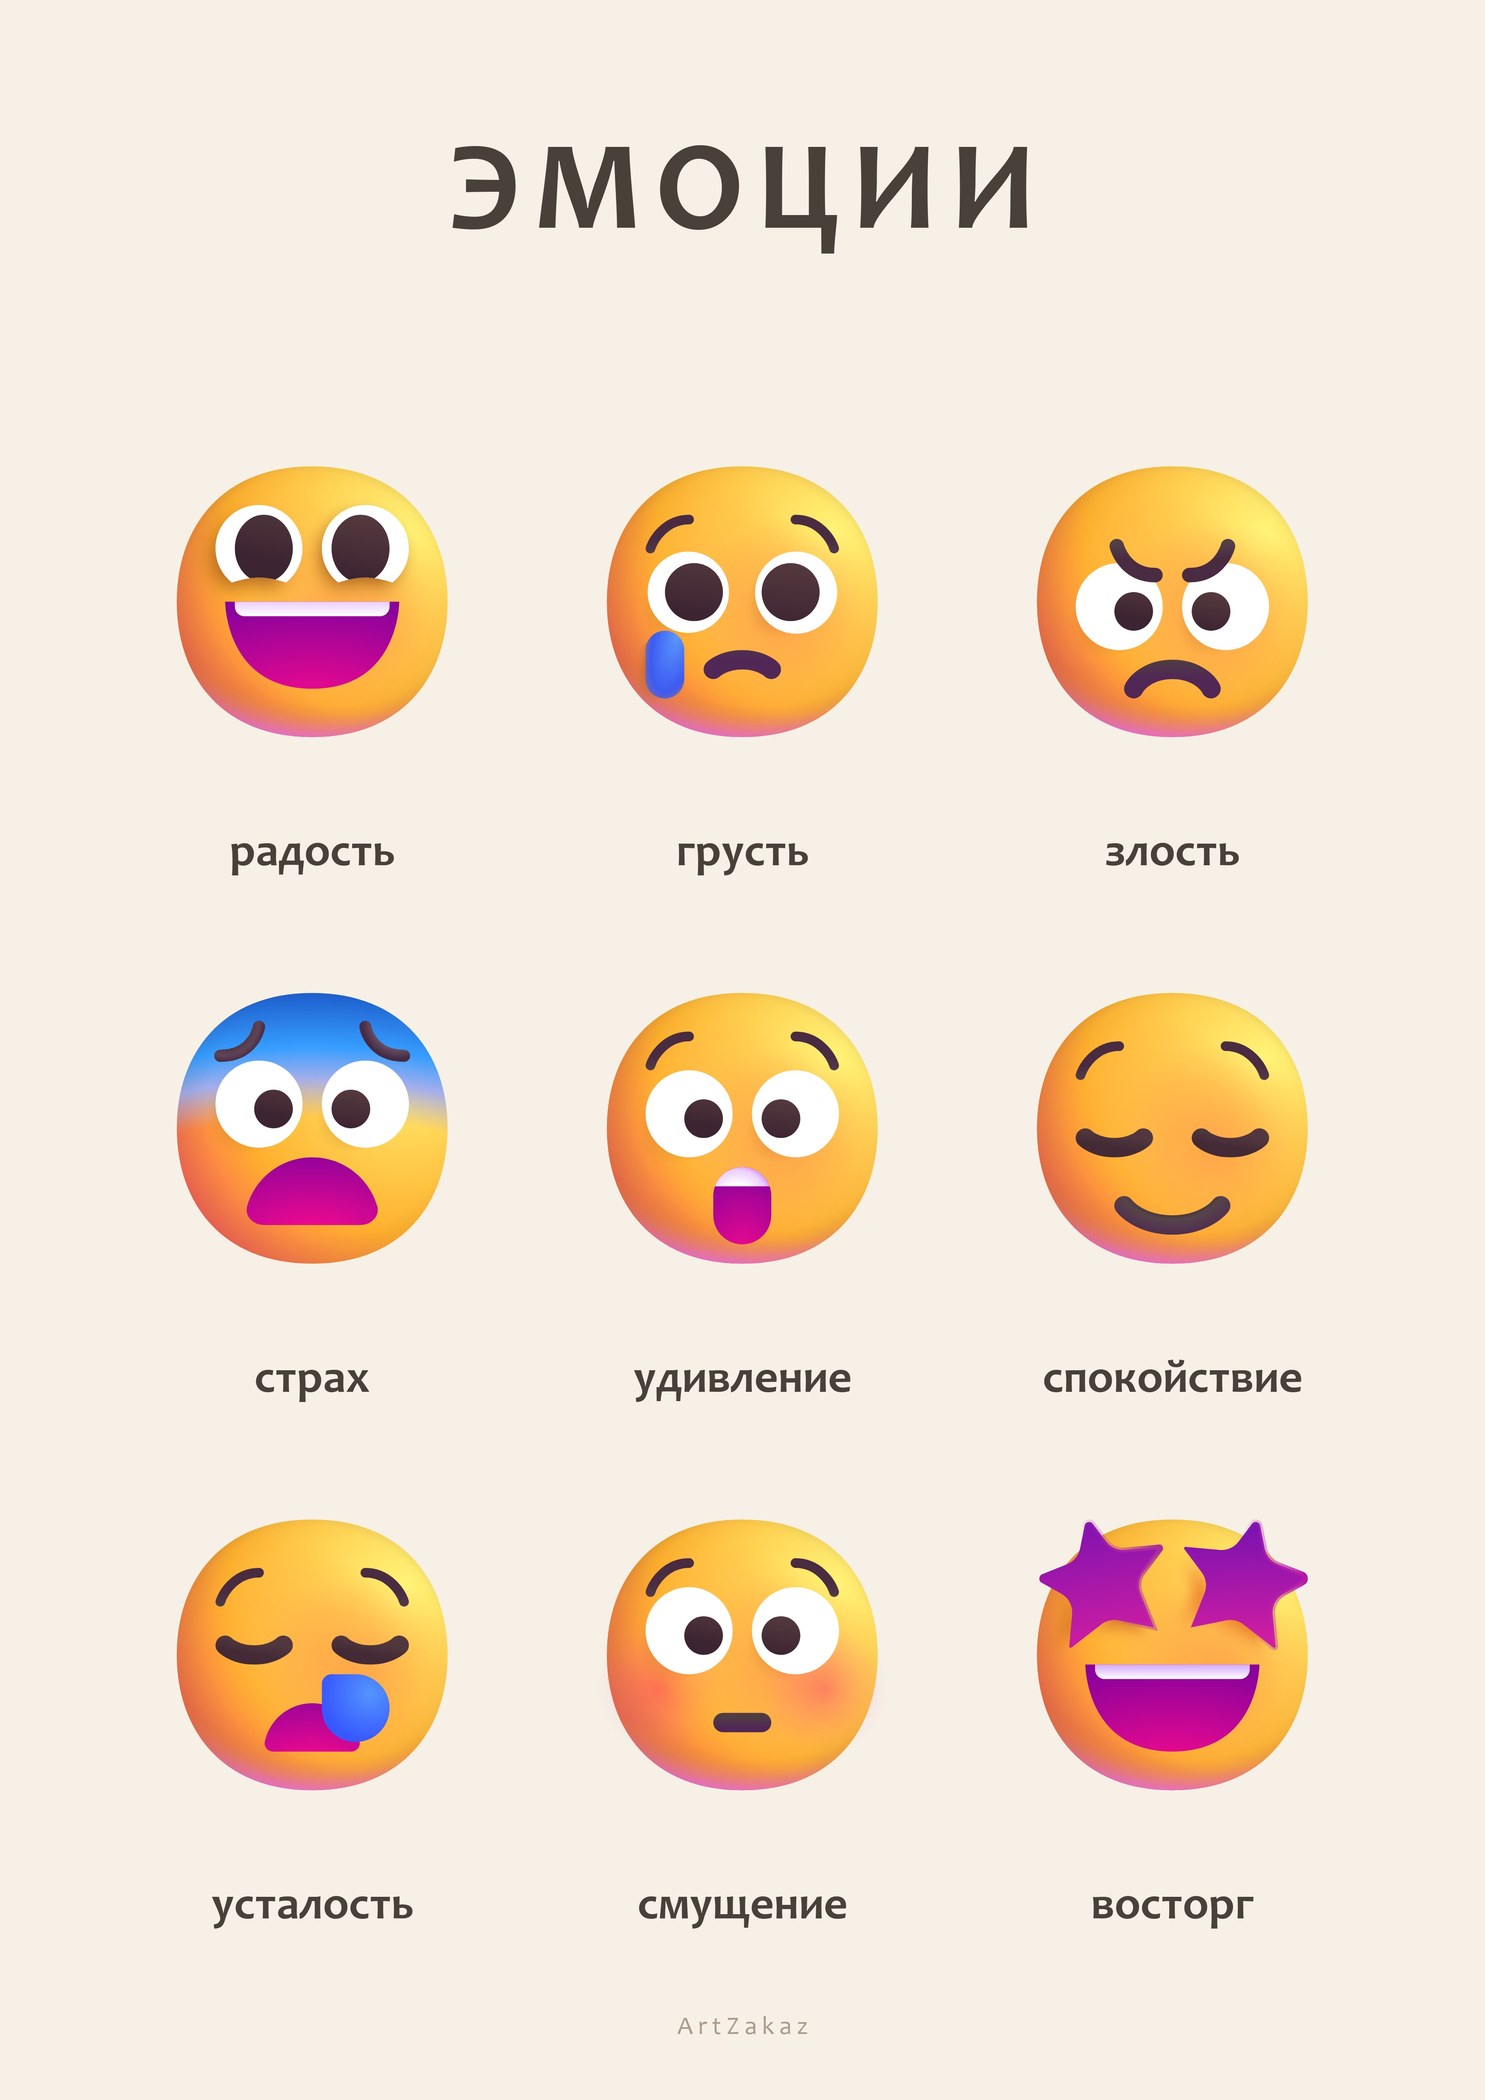 ЭМОЦИИ
радость
грусть
злость
страх
удивление
спокойствие
усталость
смущение
восторг
ArtZakaz